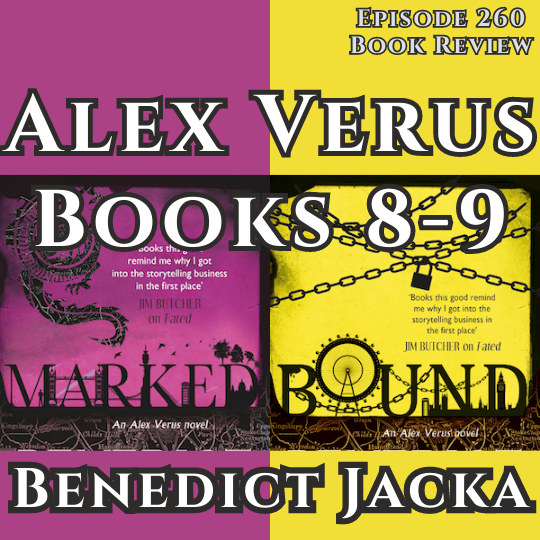 Episode 260
Book Review
Alex Verus
Books 8-9
'Books this good
remind me why I got
into the storytelling business
in the first place'
JIM BUTCHER
on Fated
MARKED
An Alex Verus novel
'Books this good remind
me why I got into the
storytelling business in
the first place'
JIM BUTCHER on Fated
BOUND
An Alex Verus novel
Benedict Jacka